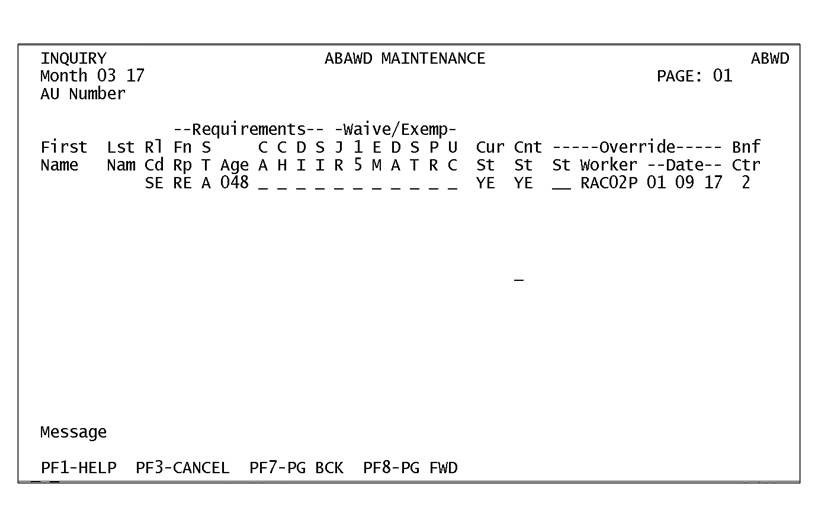 INQUIRY ABAWD MAINTENANCE ABWD
Month 03 17 PAGE: 01
AU Number
--Requirements-- -Waive/Exemp-
First Lst Rl Fn S C C D S J 1 E D S P U Cur Cnt -----Override----- Bnf
Name Nam Cd Rp T Age A H I I R 5 M A T R C St St St Worker --Date-- Ctr
SE RE A 048 _ _ _ _ _ _ _ _ _ _ _ YE YE __ RAC02P 01 09 17 2
_
Message
PF1-HELP PF3-CANCEL PF7-PG BCK PF8-PG FWD